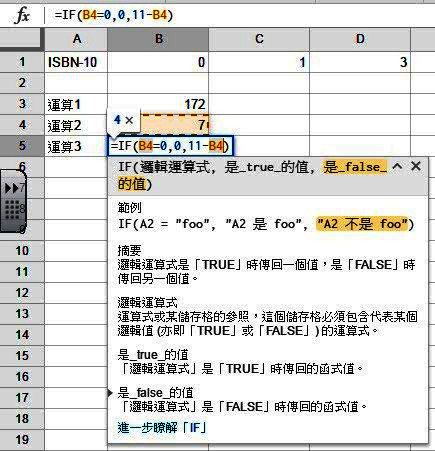 fx =IF(B4=0,0,11-B4)
A B C D
1 ISBN-10 0 1 3
2
3 運算1 172
4 運算2 7
4 ×
5 運算3 =IF(B4=0,0,11-B4)
6 IF(邏輯運算式, 是_true_的值, 是_false_
7 的值)
8 範例
9 IF(A2 = "foo", "A2 是 foo", "A2 不是 foo")
10 摘要
11 邏輯運算式是「TRUE」時傳回一個值，是「FALSE」時
傳回另一個值。
12
13 邏輯運算式
運算式或某儲存格的參照，這個儲存格必須包含代表某個
14 邏輯值 (亦即「TRUE」或「FALSE」) 的運算式。
15 是_true_的值
16 「邏輯運算式」是「TRUE」時傳回的函式值。
17 是_false_的值
「邏輯運算式」是「FALSE」時傳回的函式值。
18 進一步瞭解「IF」
19